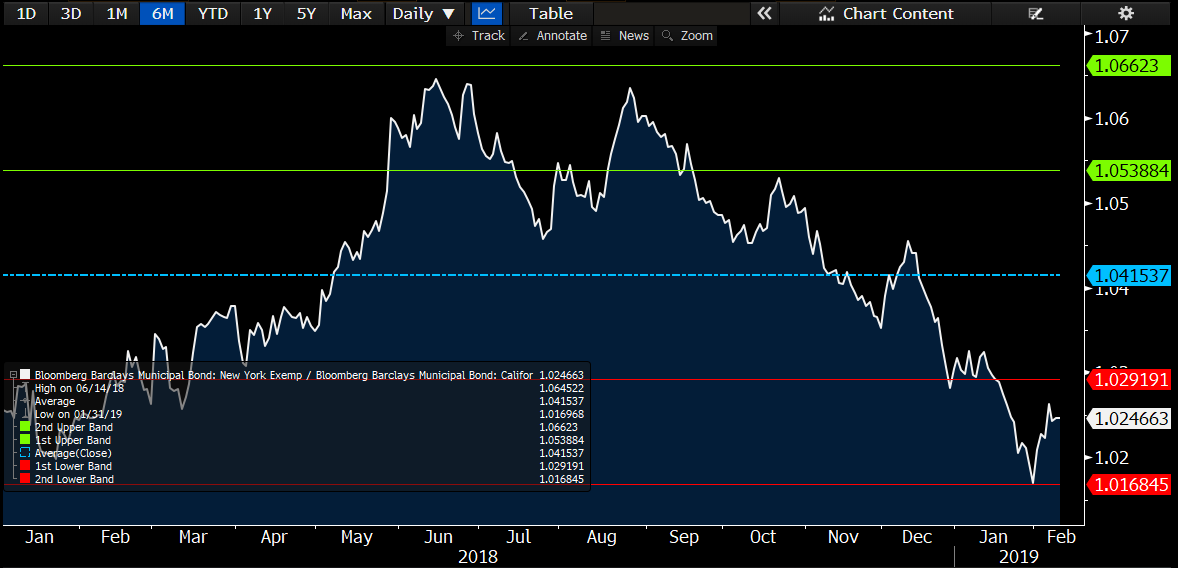 1D 3D 1M 6M YTD 1Y 5Y Max Daily ▼ Table « Chart Content
Track Annotate News Zoom
1.07
1.06623
1.06
1.053884
1.05
1.041537
1.04
1.029191
1.024663
1.02
1.016845
Bloomberg Barclays Municipal Bond: New York Exemp / Bloomberg Barclays Municipal Bond: Califor 1.024663
High on 06/14/18 1.064522
Average 1.041537
Low on 01/31/19 1.016968
2nd Upper Band 1.06623
1st Upper Band 1.053884
Average(Close) 1.041537
1st Lower Band 1.029191
2nd Lower Band 1.016845
Jan Feb Mar Apr May Jun Jul Aug Sep Oct Nov Dec Jan Feb
2018 2019